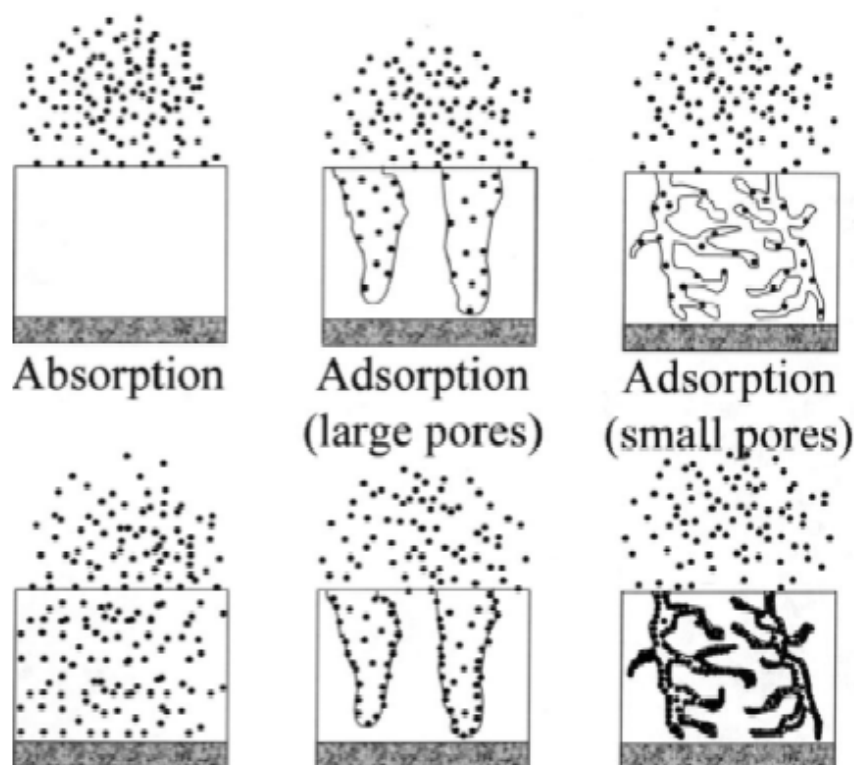 Absorption
Adsorption
(large pores)
Adsorption
(small pores)